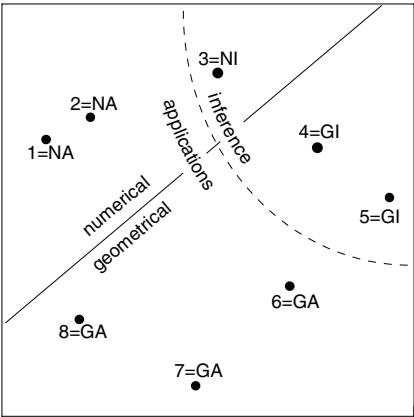 3=NI
2=NA
1=NA
applications
inference
4=GI
numerical
geometrical
5=GI
6=GA
8=GA
7=GA